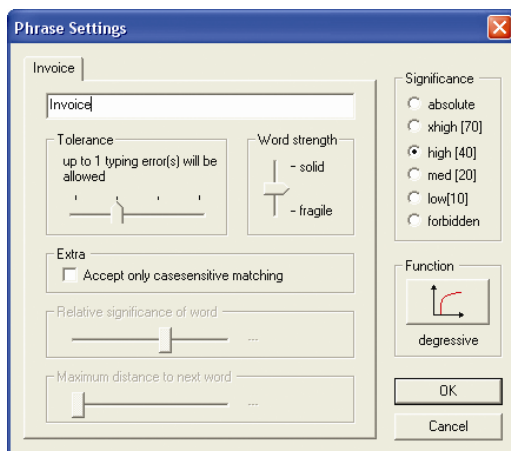 Phrase Settings
Invoice
Invoice
Tolerance
up to 1 typing error(s) will be
allowed
Word strength
- solid
- fragile
Extra
Accept only casesensitive matching
Relative significance of word
---
Maximum distance to next word
---
Significance
absolute
xhigh [70]
high [40]
med [20]
low[10]
forbidden
Function
degressive
OK
Cancel